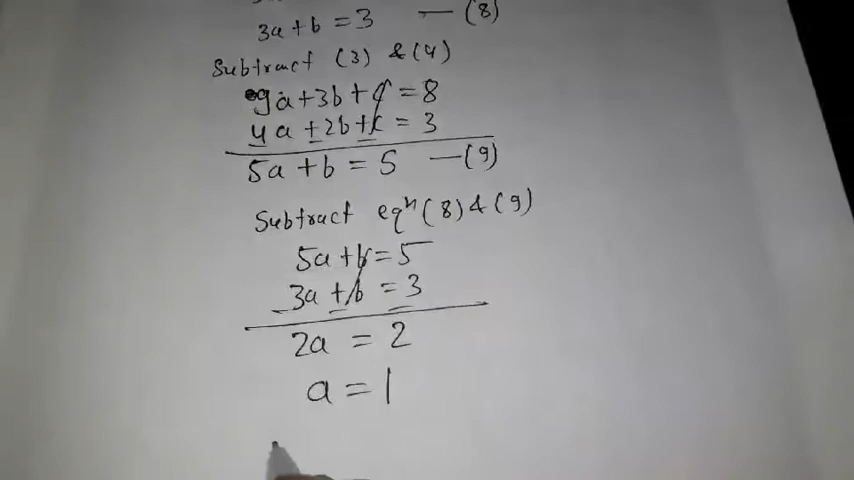 3a + b = 3 — (8)
Subtract (3) & (4)
9a + 3b + c = 8
4a + 2b + c = 3
5a + b = 5 — (9)
Subtract eqⁿ (8) & (9)
5a + b = 5
3a + b = 3
2a = 2
a = 1